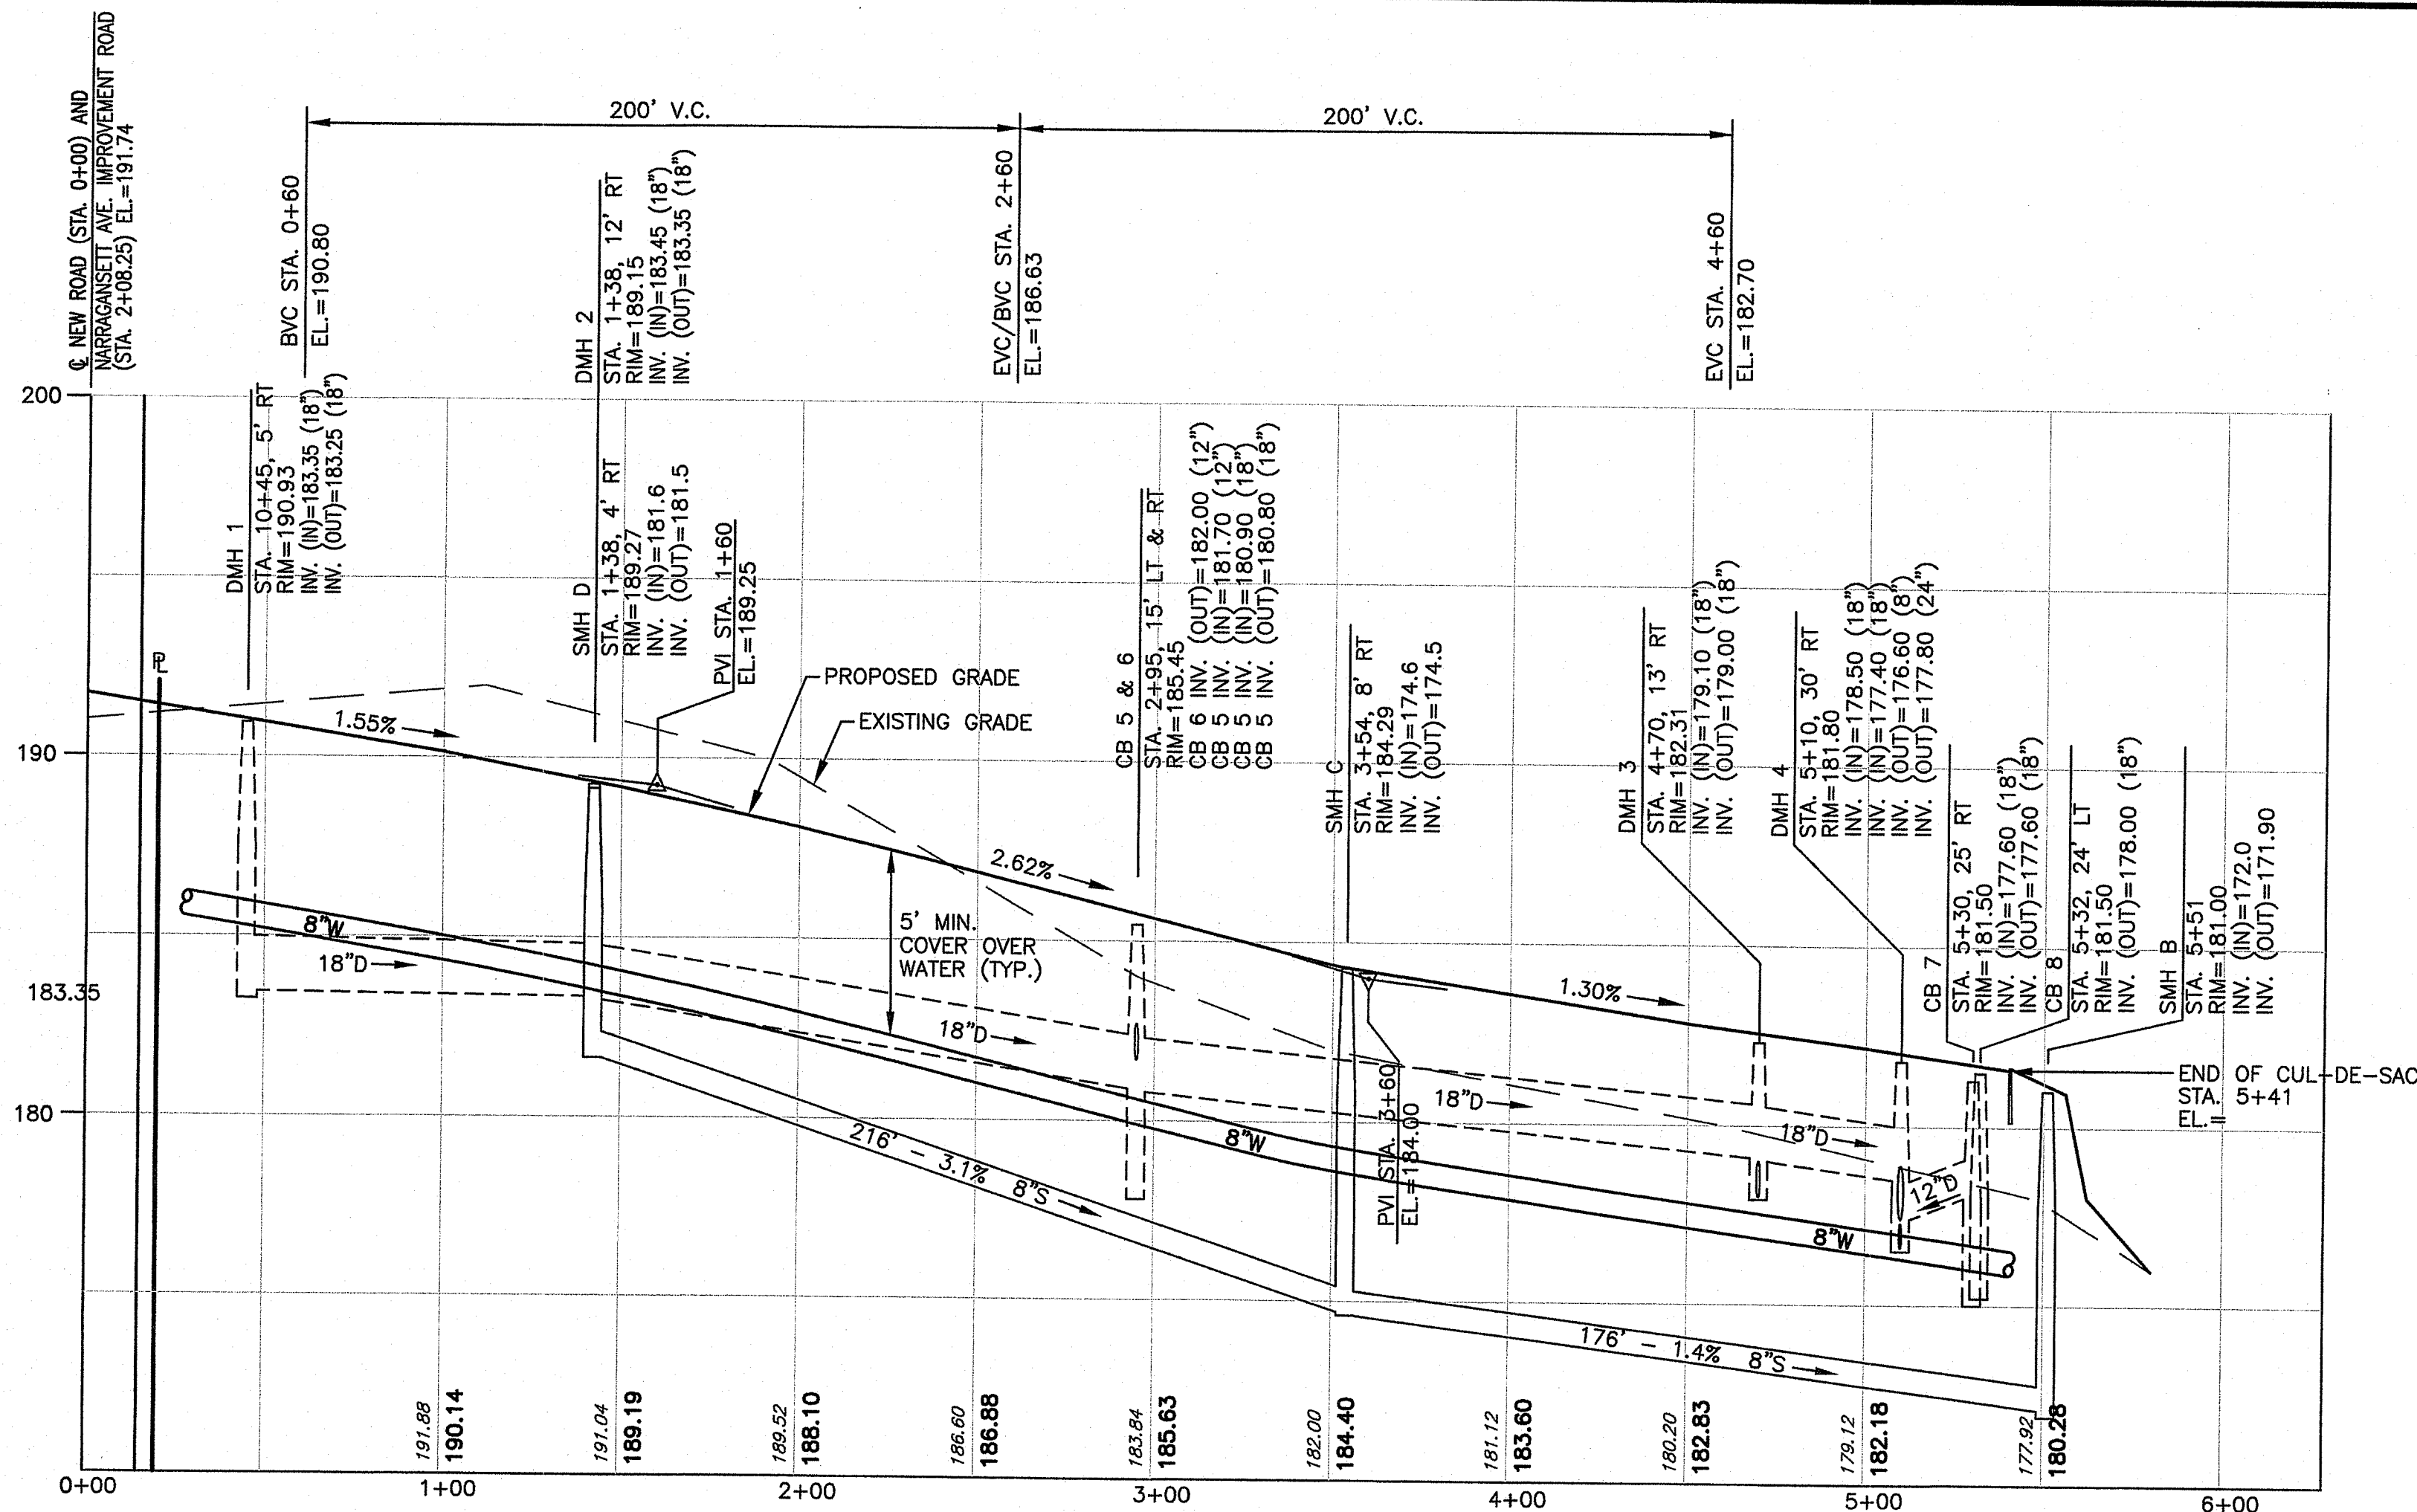 ℄ NEW ROAD (STA. 0+00) AND
NARRAGANSETT AVE. IMPROVEMENT ROAD
(STA. 2+08.25) EL.=191.74
200' V.C.
200' V.C.
BVC STA. 0+60
EL.=190.80
DMH 2
STA. 1+38, 12' RT
RIM=189.15
INV. (IN)=183.45 (18")
INV. (OUT)=183.35 (18")
EVC/BVC STA. 2+60
EL.=186.63
EVC STA. 4+60
EL.=182.70
200
190
183.35
180
DMH 1
STA. 10+45, 5' RT
RIM=190.93
INV. (IN)=183.35 (18")
INV. (OUT)=183.25 (18")
SMH D
STA. 1+38, 4' RT
RIM=189.27
INV. (IN)=181.6
INV. (OUT)=181.5
PVI STA. 1+60
EL.=189.25
CB 5 & 6
STA. 2+95, 15' LT & RT
RIM=185.45
CB 6 INV. (OUT)=182.00 (12")
CB 5 INV. (IN)=181.70 (12")
CB 5 INV. (IN)=180.90 (18")
CB 5 INV. (OUT)=180.80 (18")
SMH C
STA. 3+54, 8' RT
RIM=184.29
INV. (IN)=174.6
INV. (OUT)=174.5
DMH 3
STA. 4+70, 13' RT
RIM=182.31
INV. (IN)=179.10 (18")
INV. (OUT)=179.00 (18")
DMH 4
STA. 5+10, 30' RT
RIM=181.80
INV. (IN)=178.50 (18")
INV. (IN)=177.40 (18")
INV. (OUT)=176.60 (8")
INV. (OUT)=177.80 (24")
CB 7
STA. 5+30, 25' RT
RIM=181.50
INV. (IN)=177.60 (18")
INV. (OUT)=177.60 (18")
CB 8
STA. 5+32, 24' LT
RIM=181.50
INV. (OUT)=178.00 (18")
SMH B
STA. 5+51
RIM=181.00
INV. (IN)=172.0
INV. (OUT)=171.90
PL
1.55%
PROPOSED GRADE
EXISTING GRADE
2.62%
1.30%
5' MIN.
COVER OVER
WATER (TYP.)
8"W
18"D
18"D
18"D
18"D
12"D
8"W
8"W
216' - 3.1% 8"S
176' - 1.4% 8"S
PVI STA. 3+60
EL.=184.00
END OF CUL-DE-SAC
STA. 5+41
EL.=
191.88
190.14
191.04
189.19
189.52
188.10
186.60
186.88
183.84
185.63
182.00
184.40
181.12
183.60
180.20
182.83
179.12
182.18
177.92
180.28
0+00
1+00
2+00
3+00
4+00
5+00
6+00